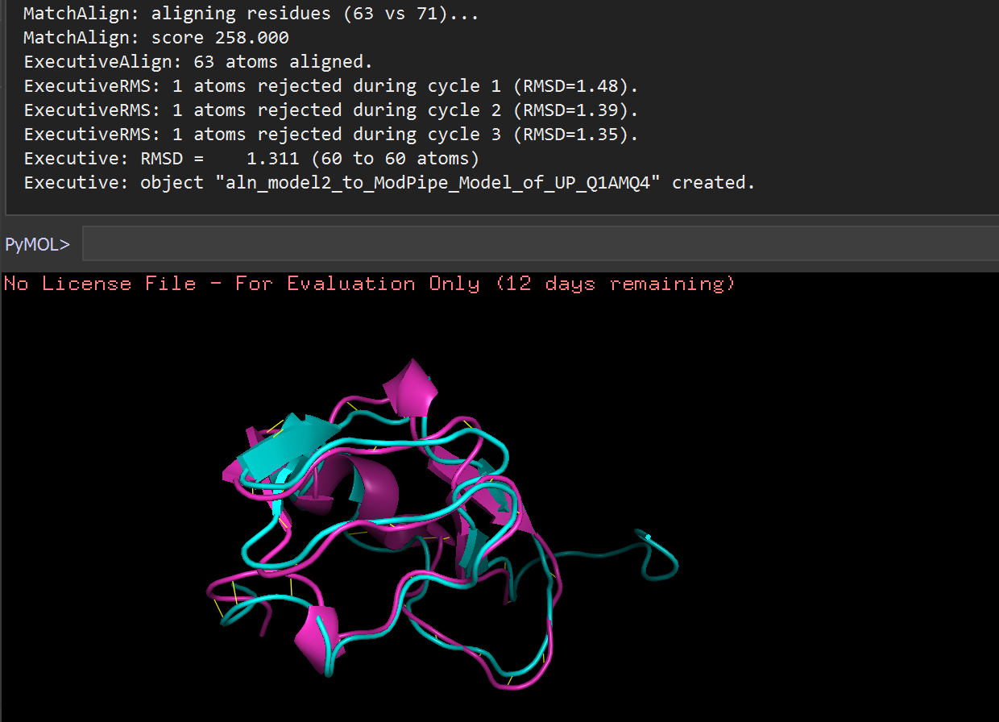 MatchAlign: aligning residues (63 vs 71)...
MatchAlign: score 258.000
ExecutiveAlign: 63 atoms aligned.
ExecutiveRMS: 1 atoms rejected during cycle 1 (RMSD=1.48).
ExecutiveRMS: 1 atoms rejected during cycle 2 (RMSD=1.39).
ExecutiveRMS: 1 atoms rejected during cycle 3 (RMSD=1.35).
Executive: RMSD =    1.311 (60 to 60 atoms)
Executive: object "aln_model2_to_ModPipe_Model_of_UP_Q1AMQ4" created.
PyMOL>
No License File - For Evaluation Only (12 days remaining)